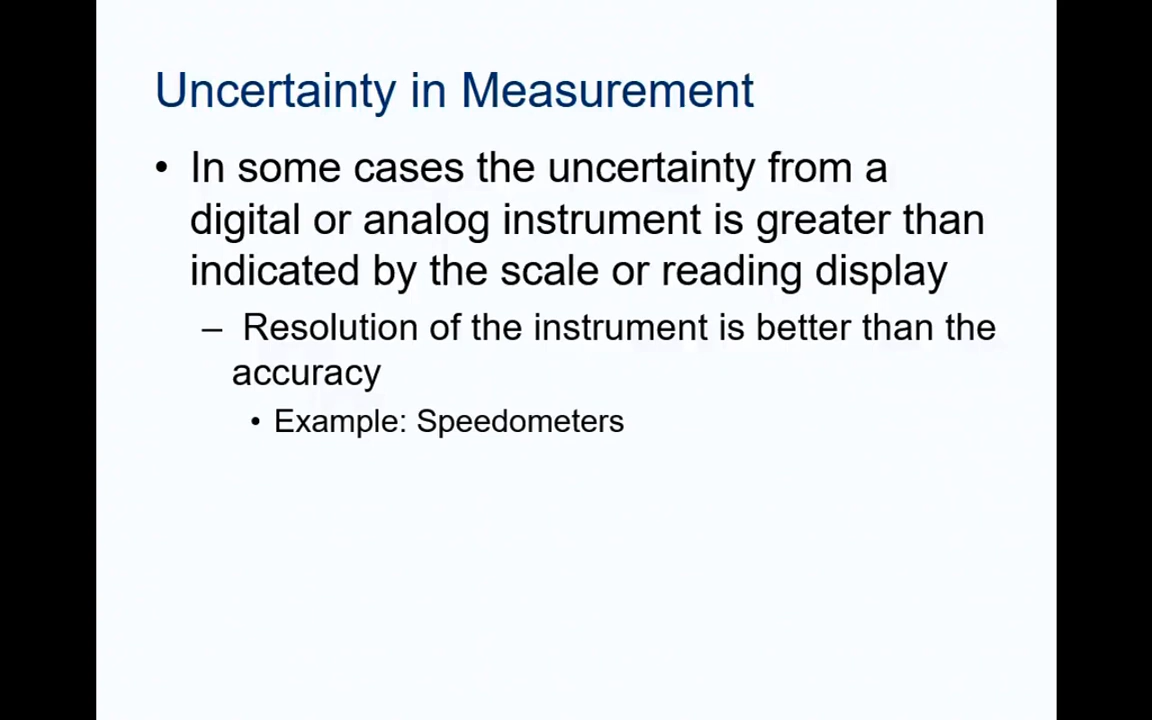 Uncertainty in Measurement
• In some cases the uncertainty from a
digital or analog instrument is greater than
indicated by the scale or reading display
– Resolution of the instrument is better than the
accuracy
• Example: Speedometers